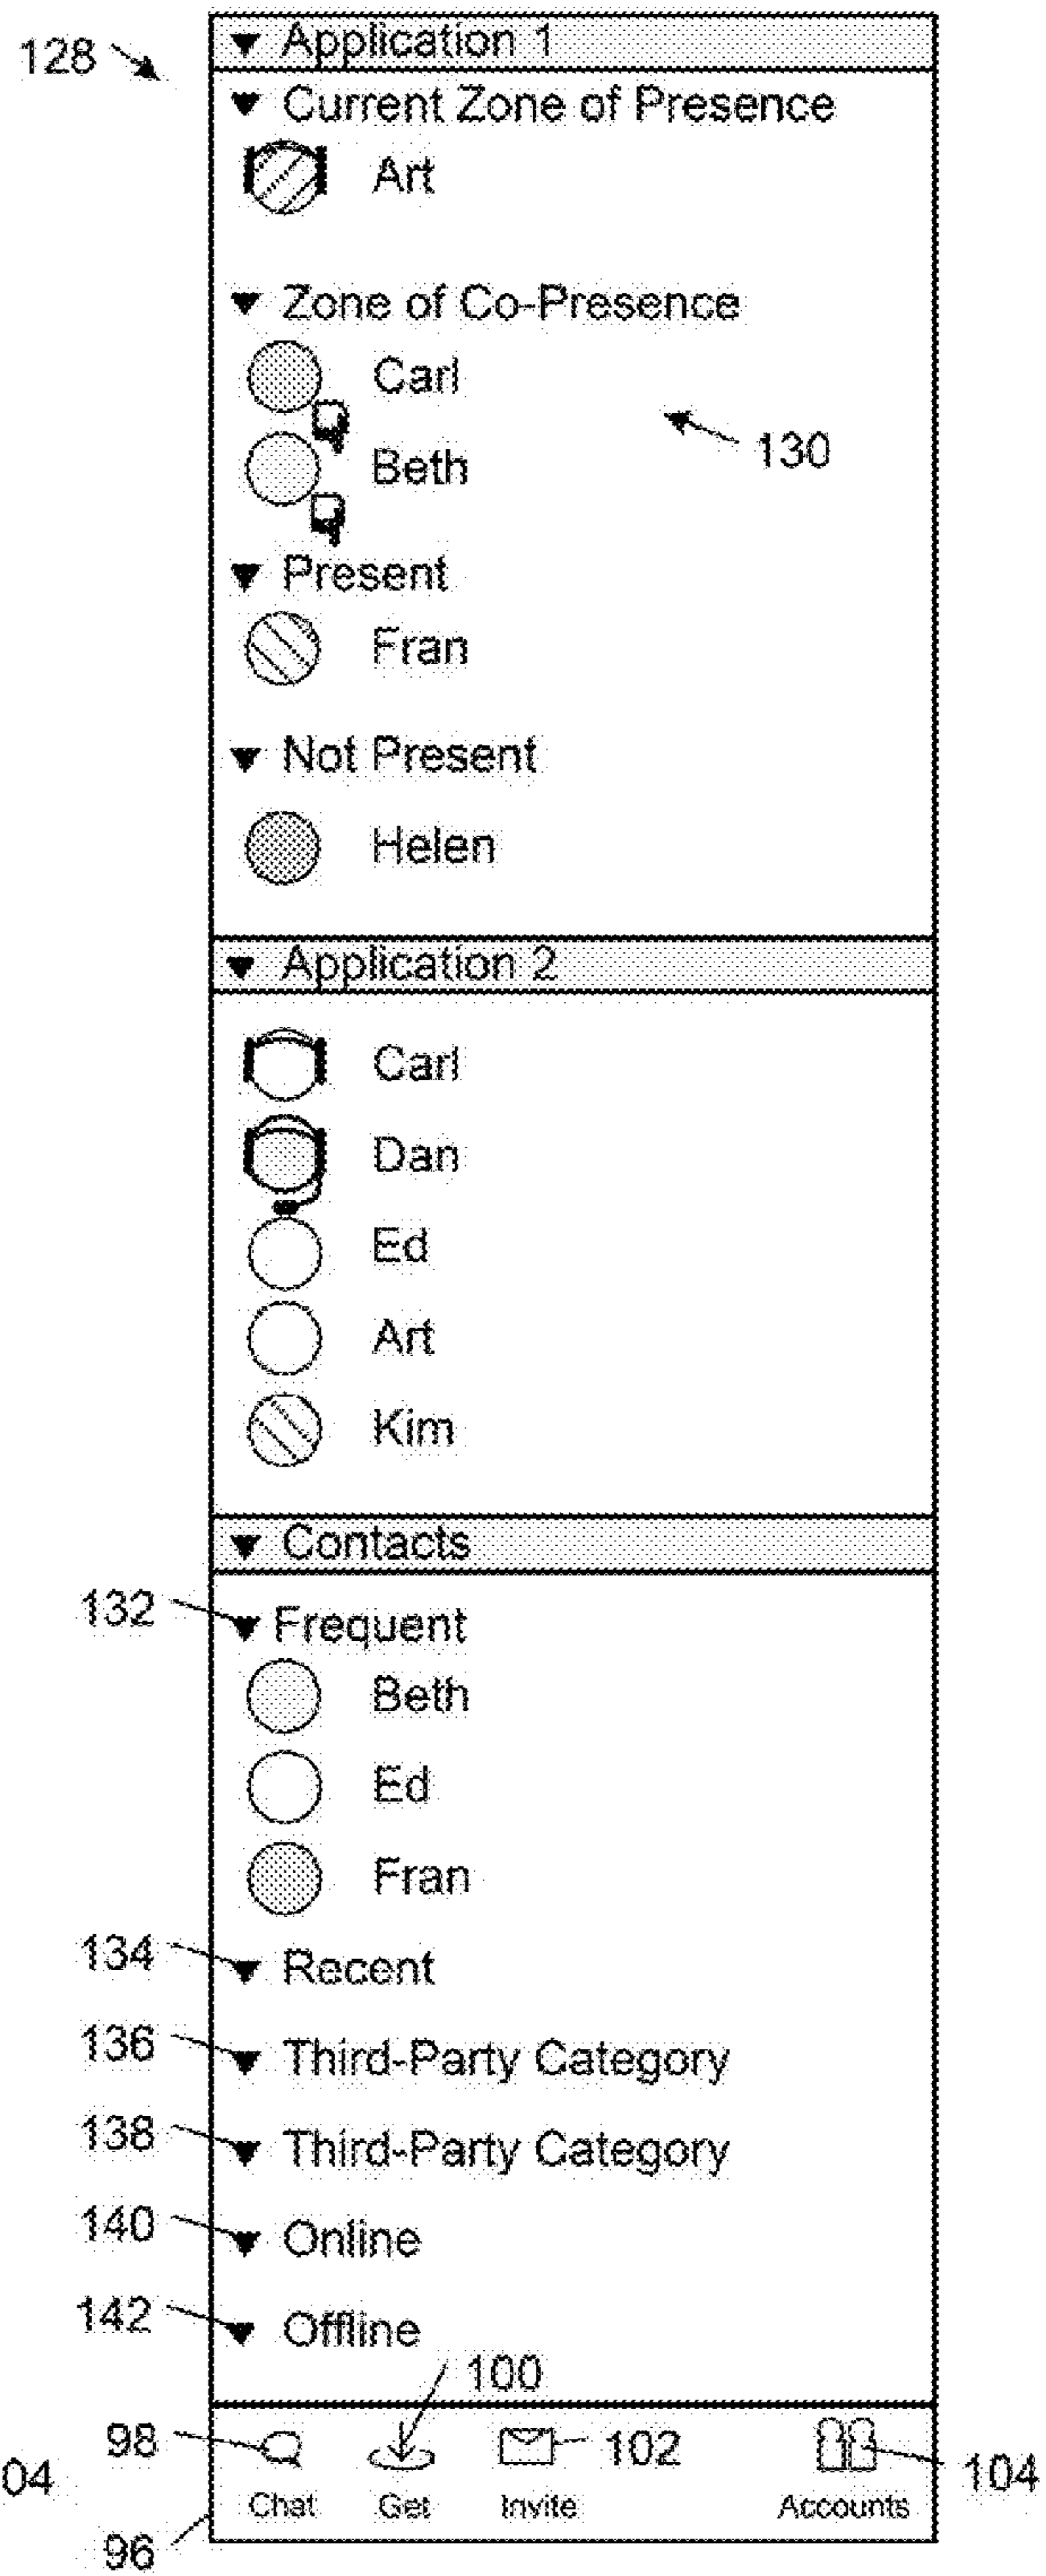 Application 1
128
Current Zone of Presence
Art
Zone of Co-Presence
Carl
130
Beth
Present
Fran
Not Present
Helen
Application 2
Carl
Dan
Ed
Art
Kim
Contacts
132
Frequent
Beth
Ed
Fran
134 Recent
136 Third-Party Category
138 Third-Party Category
140 Online
142 Offline
100
98 102 104
04
Chat Get Invite Accounts
96